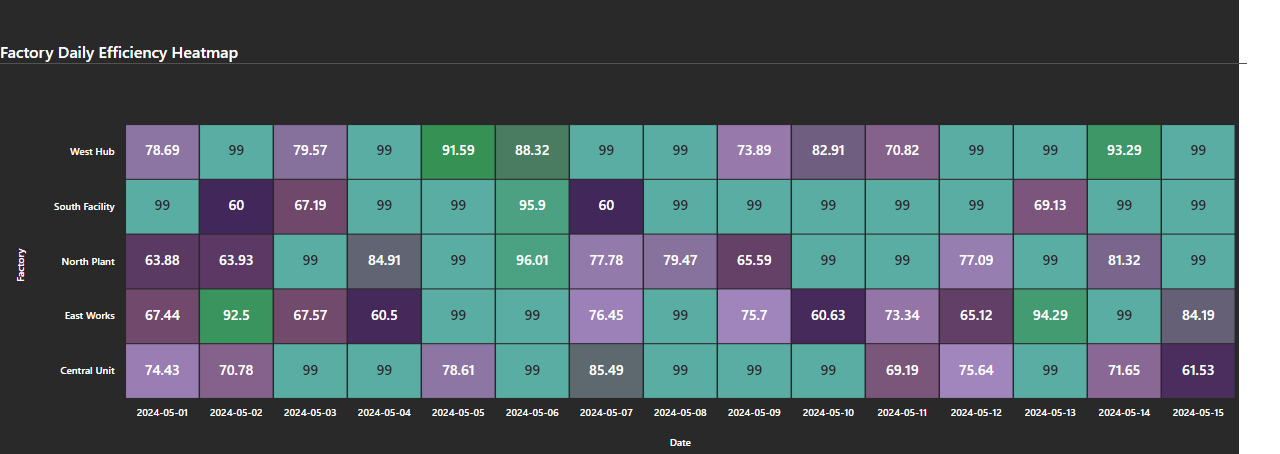 Factory Daily Efficiency Heatmap
West Hub 78.69 99 79.57 99 91.59 88.32 99 99 73.89 82.91 70.82 99 99 93.29 99
South Facility 99 60 67.19 99 99 95.9 60 99 99 99 99 99 69.13 99 99
Factory
North Plant 63.88 63.93 99 84.91 99 96.01 77.78 79.47 65.59 99 99 77.09 99 81.32 99
East Works 67.44 92.5 67.57 60.5 99 99 76.45 99 75.7 60.63 73.34 65.12 94.29 99 84.19
Central Unit 74.43 70.78 99 99 78.61 99 85.49 99 99 99 69.19 75.64 99 71.65 61.53
2024-05-01 2024-05-02 2024-05-03 2024-05-04 2024-05-05 2024-05-06 2024-05-07 2024-05-08 2024-05-09 2024-05-10 2024-05-11 2024-05-12 2024-05-13 2024-05-14 2024-05-15
Date